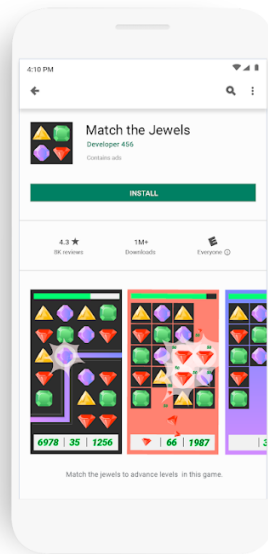 4:10 PM
Match the Jewels
Developer 456
Contains ads
INSTALL
4.3 ★
1M+
8K reviews
Downloads
Everyone
6978 | 35 | 1256
66 | 1987
3
Match the jewels to advance levels in this game.